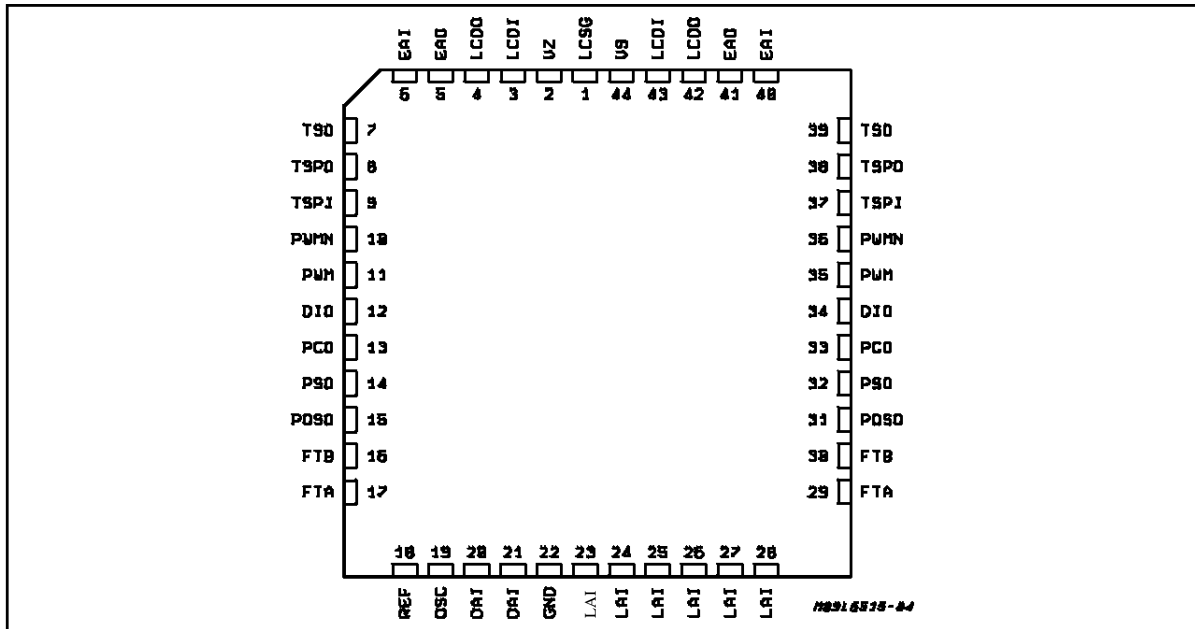 EAI EAO LCDO LCDI VZ LCSG VS LCDI LCDO EAO EAI
6 5 4 3 2 1 44 43 42 41 40
TSO 7 39 TSO
TSPO 8 38 TSPO
TSPI 9 37 TSPI
PWMN 10 36 PWMN
PWM 11 35 PWM
DIO 12 34 DIO
PGO 13 33 PGO
PSO 14 32 PSO
POSO 15 31 POSO
FTB 16 30 FTB
FTA 17 29 FTA
18 19 20 21 22 23 24 25 26 27 28
REF OSC OAI OAI GND LAI LAI LAI LAI LAI LAI